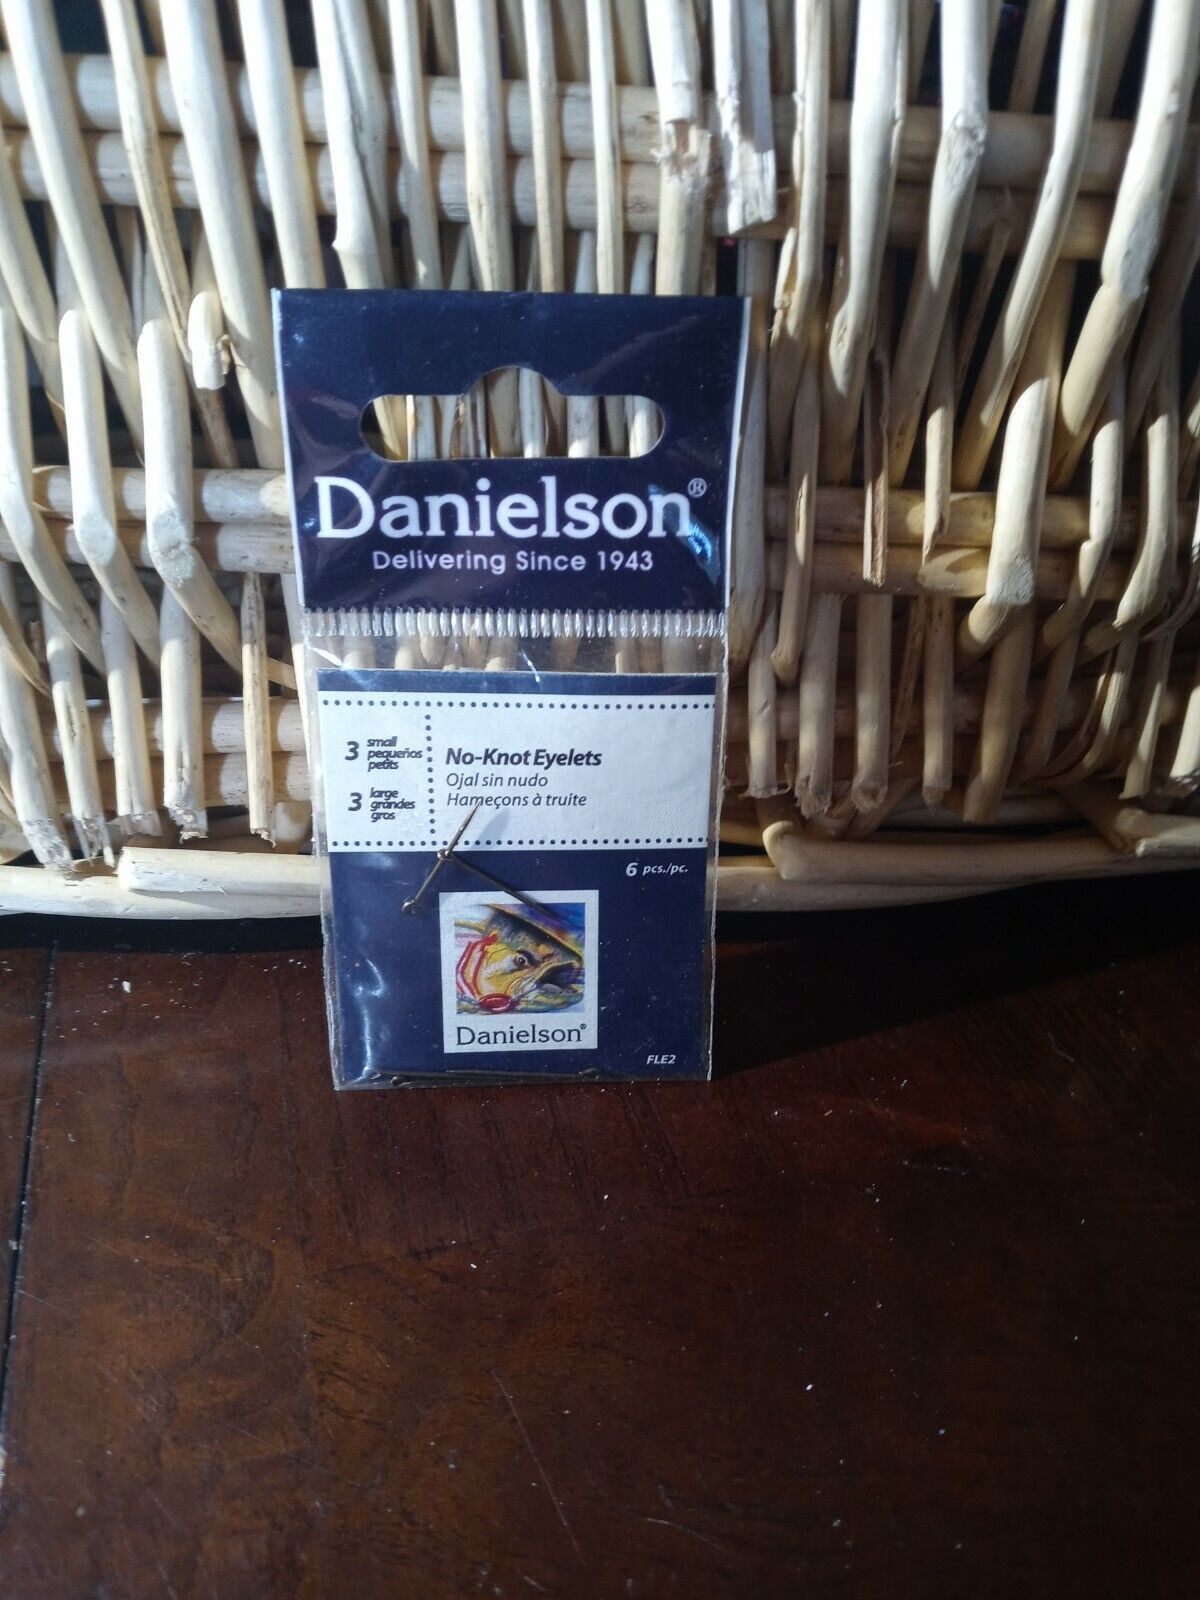 Danielson®
Delivering Since 1943
3 small
pequeños
petits
3 large
grandes
gros
No-Knot Eyelets
Ojal sin nudo
Hameçons à truite
6 pcs./pc.
Danielson®
FLE2